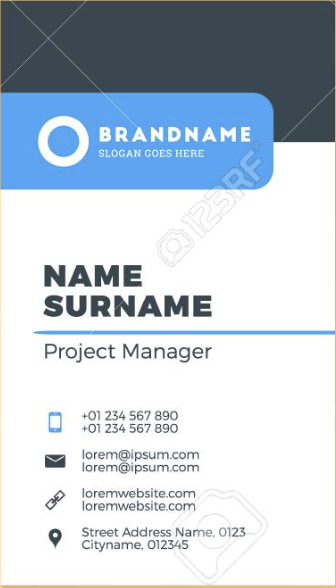 BRANDNAME
SLOGAN GOES HERE
123RF
NAME
SURNAME
Project Manager
+01 234 567 890
+01 234 567 890
lorem@ipsum.com
lorem@ipsum.com
loremwebsite.com
loremwebsite.com
Street Address Name, 0123
Cityname, 012345